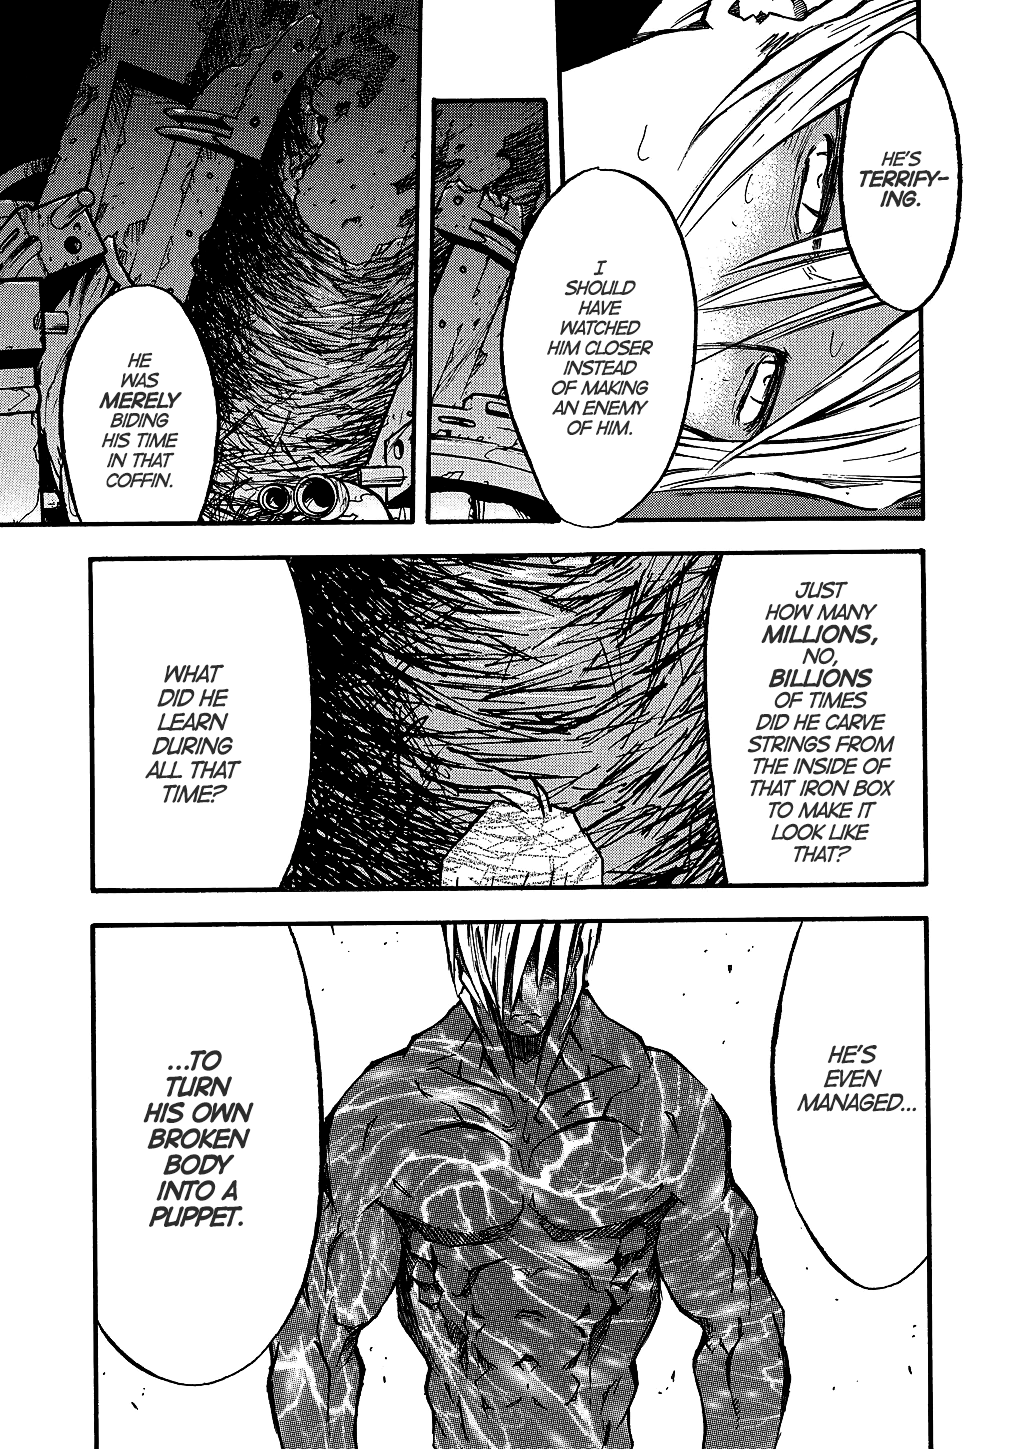 HE'S
TERRIFY-
ING.
I
SHOULD
HAVE
WATCHED
HIM CLOSER
INSTEAD
OF MAKING
AN ENEMY
OF HIM.
HE
WAS
MERELY
BIDING
HIS TIME
IN THAT
COFFIN.
JUST
HOW MANY
MILLIONS,
NO,
BILLIONS
OF TIMES
DID HE CARVE
STRINGS FROM
THE INSIDE OF
THAT IRON BOX
TO MAKE IT
LOOK LIKE
THAT?
WHAT
DID HE
LEARN
DURING
ALL THAT
TIME?
HE'S
EVEN
MANAGED...
...TO
TURN
HIS OWN
BROKEN
BODY
INTO A
PUPPET.